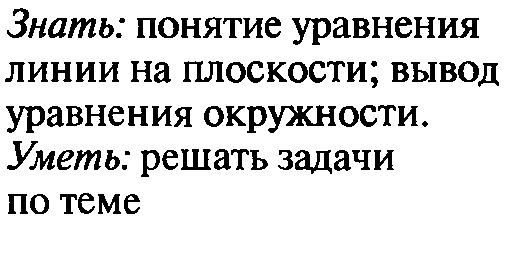 Знать: понятие уравнения
линии на плоскости; вывод
уравнения окружности.
Уметь: решать задачи
по теме